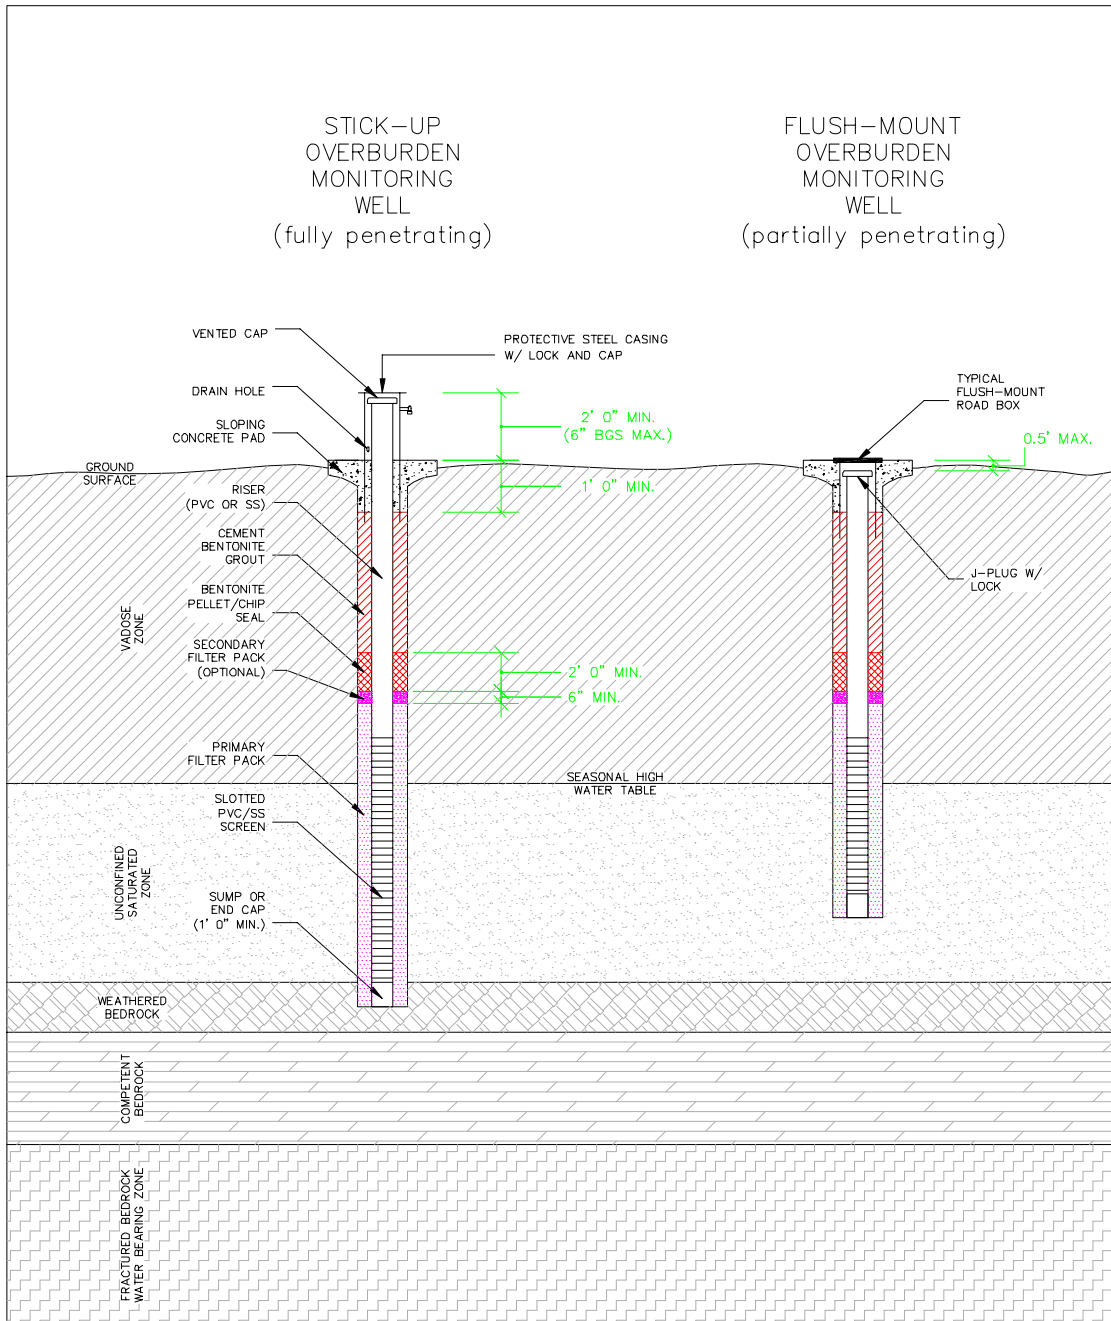 STICK-UP
OVERBURDEN
MONITORING
WELL
(fully penetrating)
FLUSH-MOUNT
OVERBURDEN
MONITORING
WELL
(partially penetrating)
VENTED CAP
PROTECTIVE STEEL CASING
W/ LOCK AND CAP
DRAIN HOLE
TYPICAL
FLUSH-MOUNT
ROAD BOX
SLOPING
CONCRETE PAD
2' 0" MIN.
(6" BGS MAX.)
0.5' MAX.
GROUND
SURFACE
RISER
(PVC OR SS)
1' 0" MIN.
CEMENT
BENTONITE
GROUT
J-PLUG W/
LOCK
BENTONITE
PELLET/CHIP
SEAL
VADOSE
ZONE
SECONDARY
FILTER PACK
(OPTIONAL)
2' 0" MIN.
6" MIN.
PRIMARY
FILTER PACK
SEASONAL HIGH
WATER TABLE
SLOTTED
PVC/SS
SCREEN
UNCONFINED
SATURATED
ZONE
SUMP OR
END CAP
(1' 0" MIN.)
WEATHERED
BEDROCK
COMPETENT
BEDROCK
FRACTURED BEDROCK
WATER BEARING ZONE